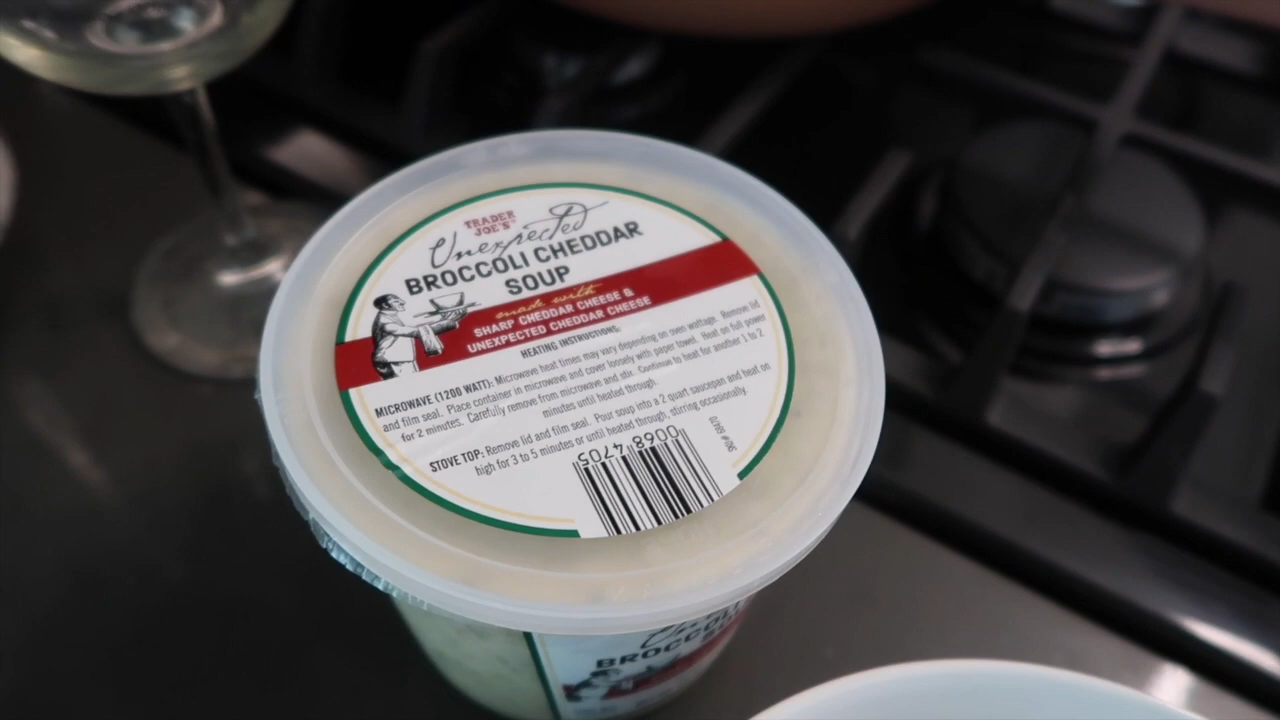 TRADER
JOE'S
Unexpected
BROCCOLI CHEDDAR
SOUP
made with
SHARP CHEDDAR CHEESE &
UNEXPECTED CHEDDAR CHEESE
HEATING INSTRUCTIONS:
MICROWAVE (1200 WATT): Microwave heat times may vary depending on oven wattage. Remove lid
and film seal. Place container in microwave and cover loosely with paper towel. Heat on full power
for 2 minutes. Carefully remove from microwave and stir. Continue to heat for another 1 to 2
minutes until heated through.
STOVE TOP: Remove lid and film seal. Pour soup into a 2 quart saucepan and heat on
high for 3 to 5 minutes or until heated through, stirring occasionally.
0068 4705
Unexpected
BROCCOLI